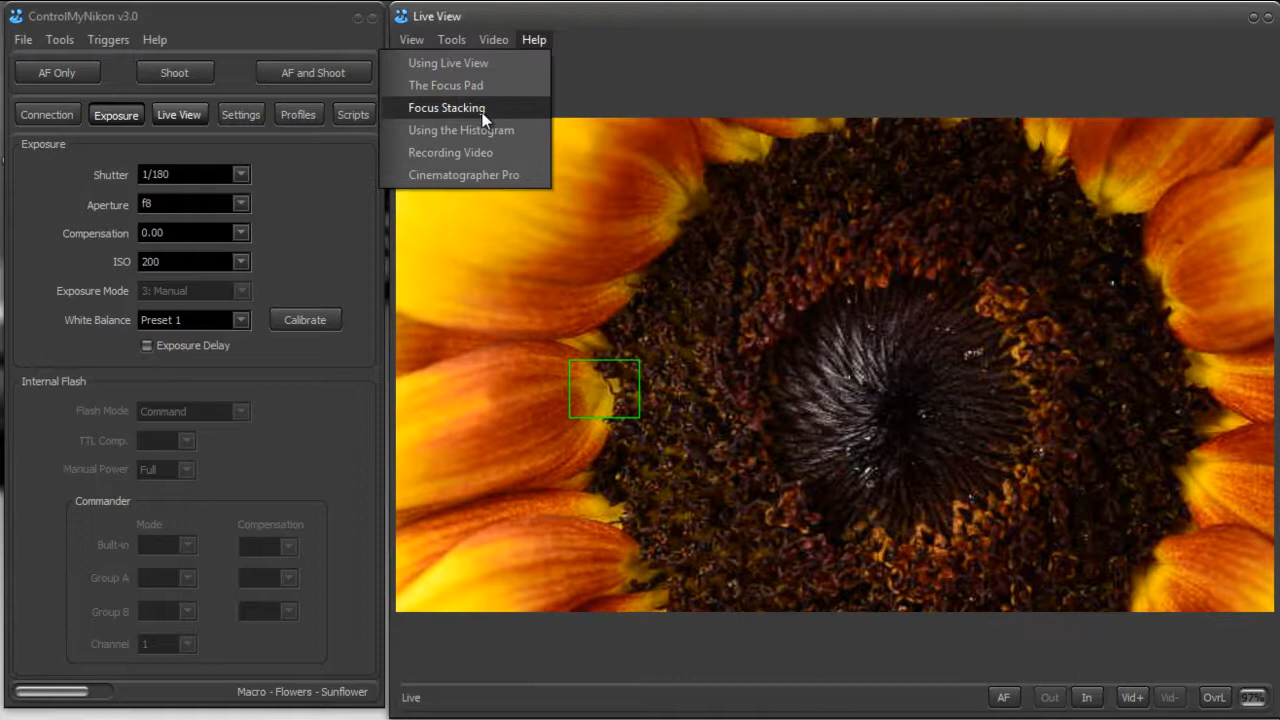 ControlMyNikon v3.0
File Tools Triggers Help
AF Only Shoot AF and Shoot
Connection Exposure Live View Settings Profiles Scripts
Exposure
Shutter 1/180
Aperture f8
Compensation 0.00
ISO 200
Exposure Mode 3: Manual
White Balance Preset 1 Calibrate
Exposure Delay
Internal Flash
Flash Mode Command
TTL Comp.
Manual Power Full
Commander
Mode Compensation
Built-in
Group A
Group B
Channel 1
Macro - Flowers - Sunflower
Live View
View Tools Video Help
Using Live View
The Focus Pad
Focus Stacking
Using the Histogram
Recording Video
Cinematographer Pro
Live AF Out In Vid+ Vid- OvrL 97%